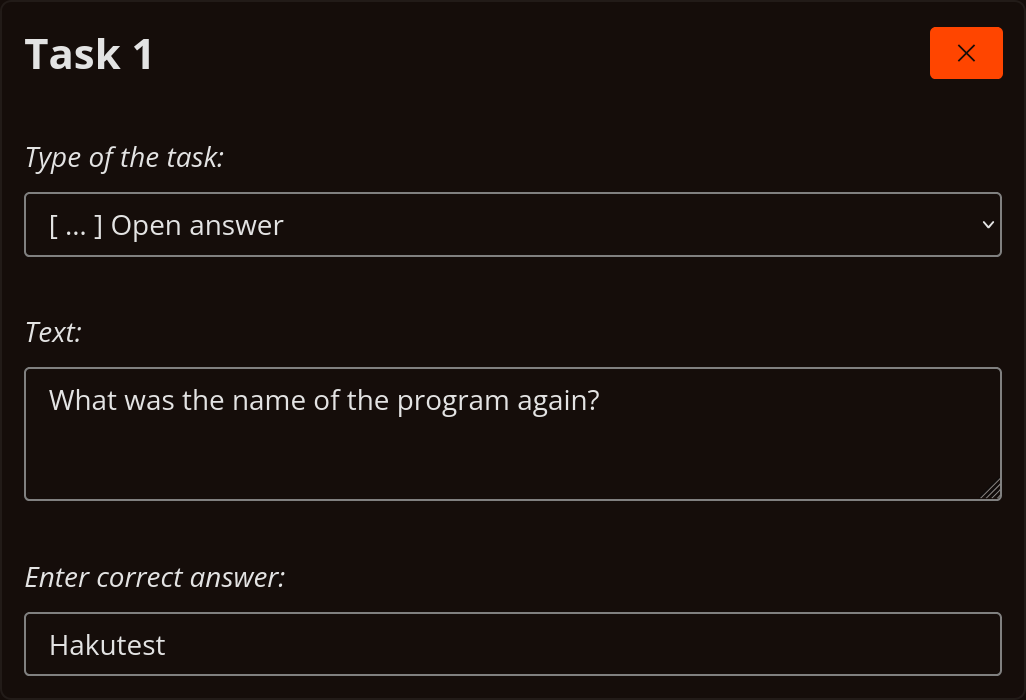 Task 1
Type of the task:
[ ... ] Open answer
Text:
What was the name of the program again?
Enter correct answer:
Hakutest